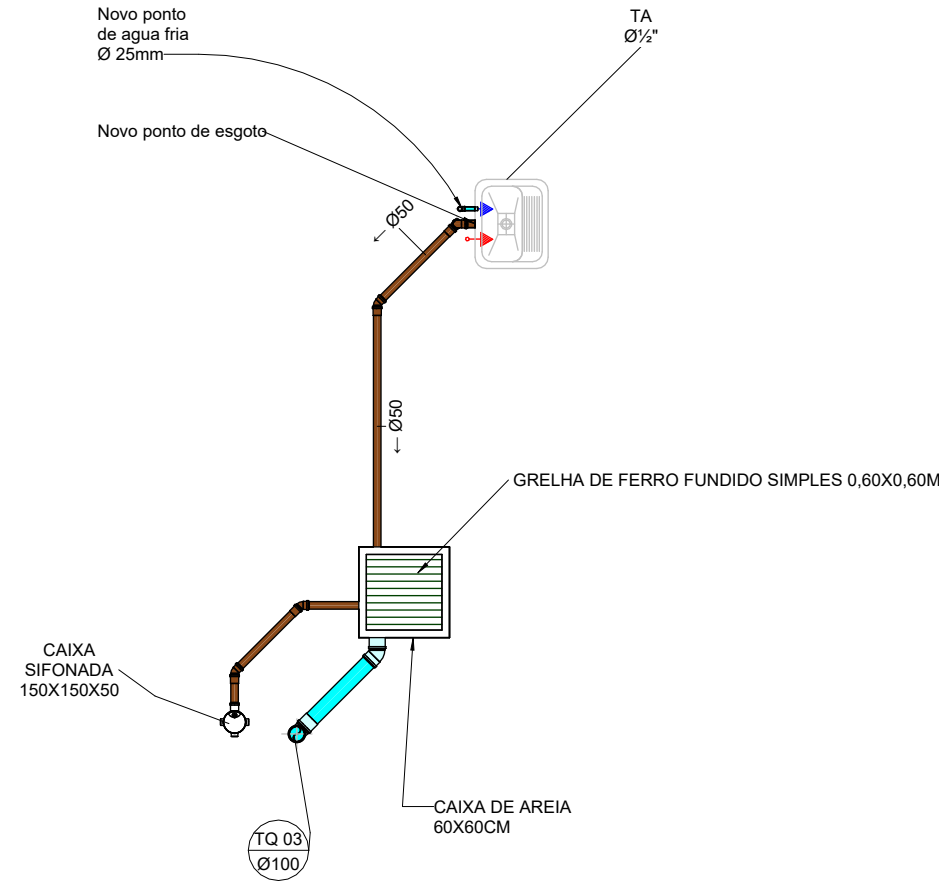 Novo ponto
de agua fria
Ø 25mm
TA
Ø½"
Novo ponto de esgoto
← Ø50
← Ø50
GRELHA DE FERRO FUNDIDO SIMPLES 0,60X0,60M
CAIXA
SIFONADA
150X150X50
CAIXA DE AREIA
60X60CM
TQ 03
Ø100